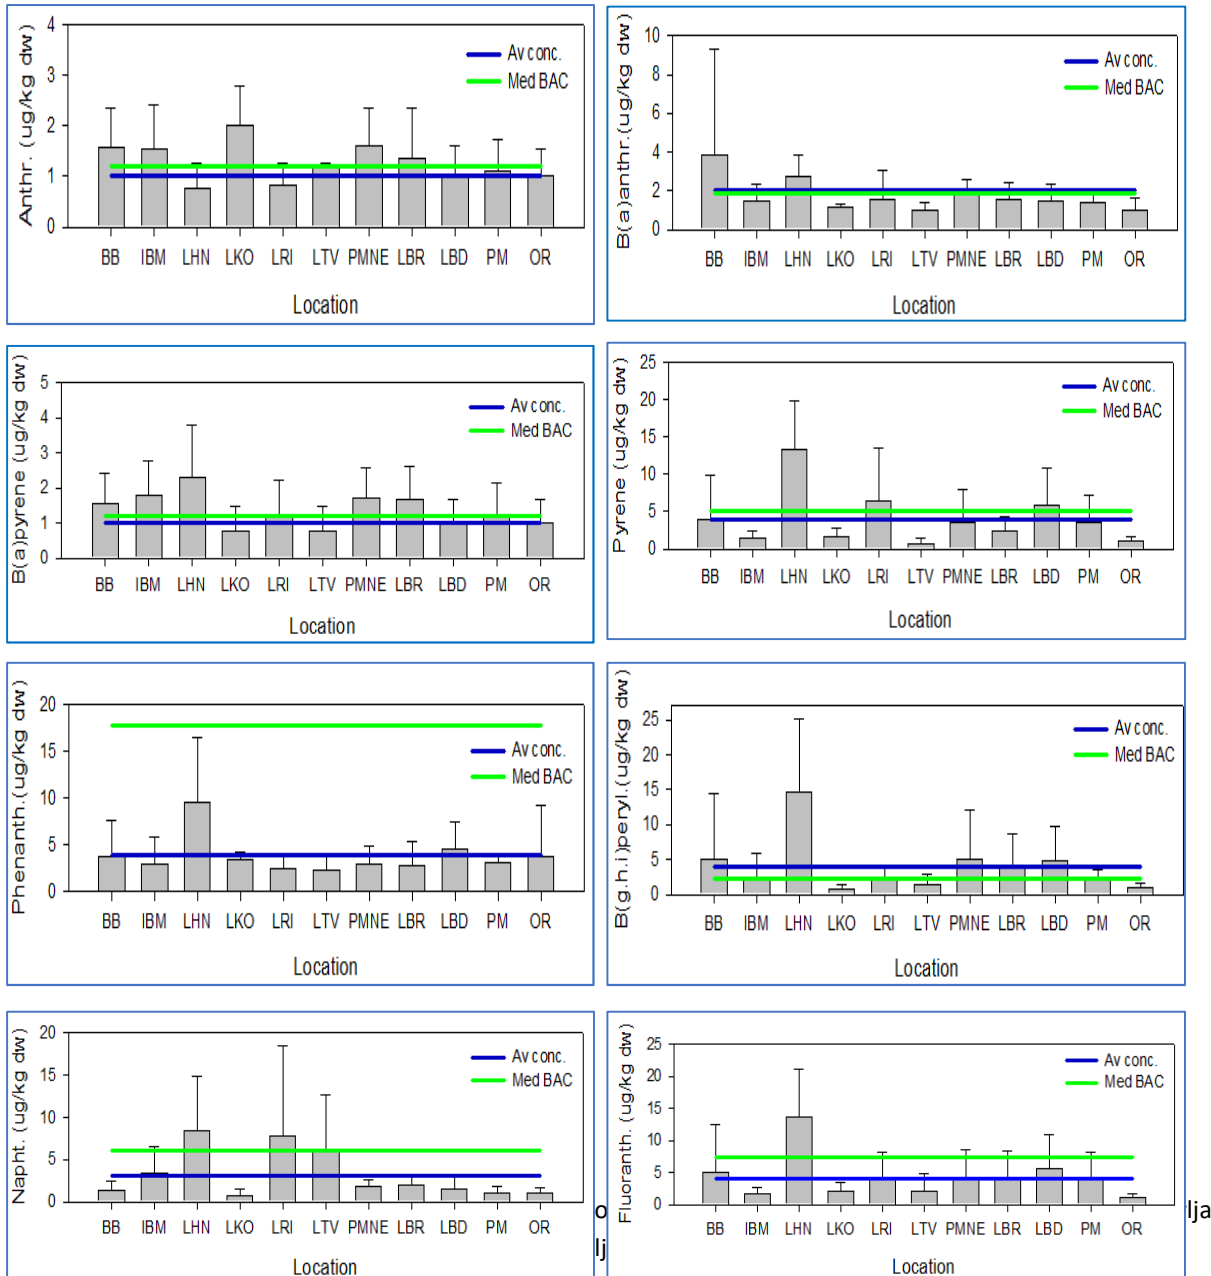 Anthr. (ug/kg dw)
4
3
2
1
0
Av conc.
Med BAC
BB IBM LHN LKO LRI LTV PMNE LBR LBD PM OR
Location
B(a)anthr.(ug/kg dw)
10
8
6
4
2
0
Av conc.
Med BAC
BB IBM LHN LKO LRI LTV PMNE LBR LBD PM OR
Location
B(a)pyrene (ug/kg dw)
5
4
3
2
1
0
Av conc.
Med BAC
BB IBM LHN LKO LRI LTV PMNE LBR LBD PM OR
Location
Pyrene (ug/kg dw)
25
20
15
10
5
0
Av conc.
Med BAC
BB IBM LHN LKO LRI LTV PMNE LBR LBD PM OR
Location
Phenanth.(ug/kg dw)
20
15
10
5
0
Av conc.
Med BAC
BB IBM LHN LKO LRI LTV PMNE LBR LBD PM OR
Location
B(g.h.i)peryl.(ug/kg dw)
25
20
15
10
5
0
Av conc.
Med BAC
BB IBM LHN LKO LRI LTV PMNE LBR LBD PM OR
Location
Napht. (ug/kg dw)
20
15
10
5
0
Av conc.
Med BAC
BB IBM LHN LKO LRI LTV PMNE LBR LBD PM OR
Location
Fluoranth. (ug/kg dw)
25
20
15
10
5
0
Av conc.
Med BAC
BB IBM LHN LKO LRI LTV PMNE LBR LBD PM OR
Location